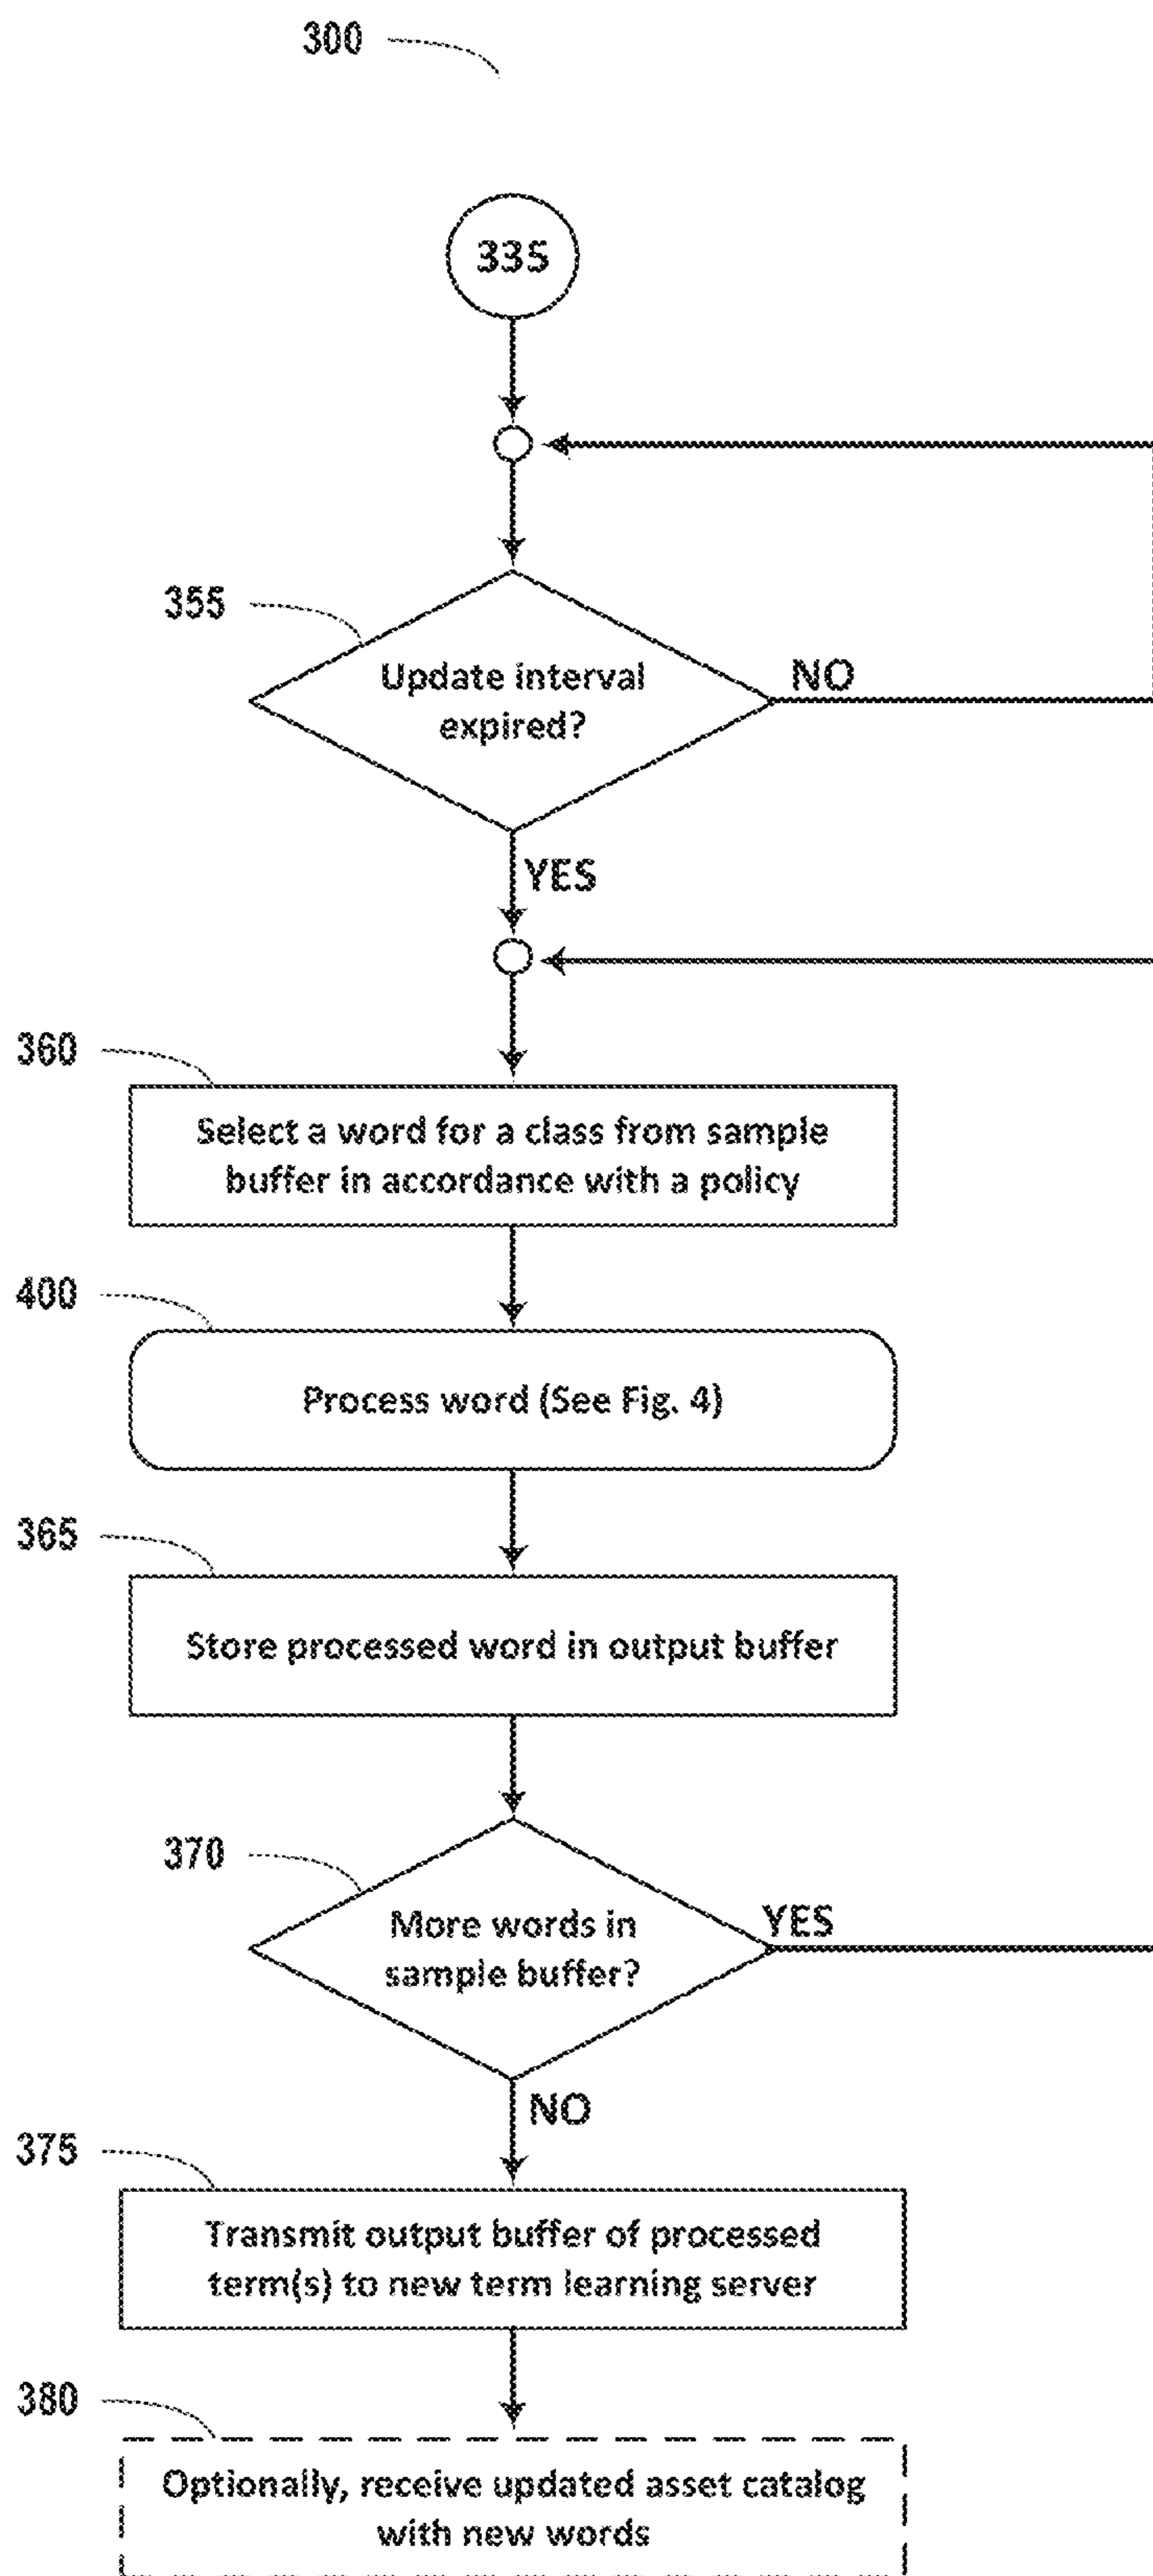 300
335
355
Update interval
expired?
NO
YES
360
Select a word for a class from sample
buffer in accordance with a policy
400
Process word (See Fig. 4)
365
Store processed word in output buffer
370
More words in
sample buffer?
YES
NO
375
Transmit output buffer of processed
term(s) to new term learning server
380
Optionally, receive updated asset catalog
with new words